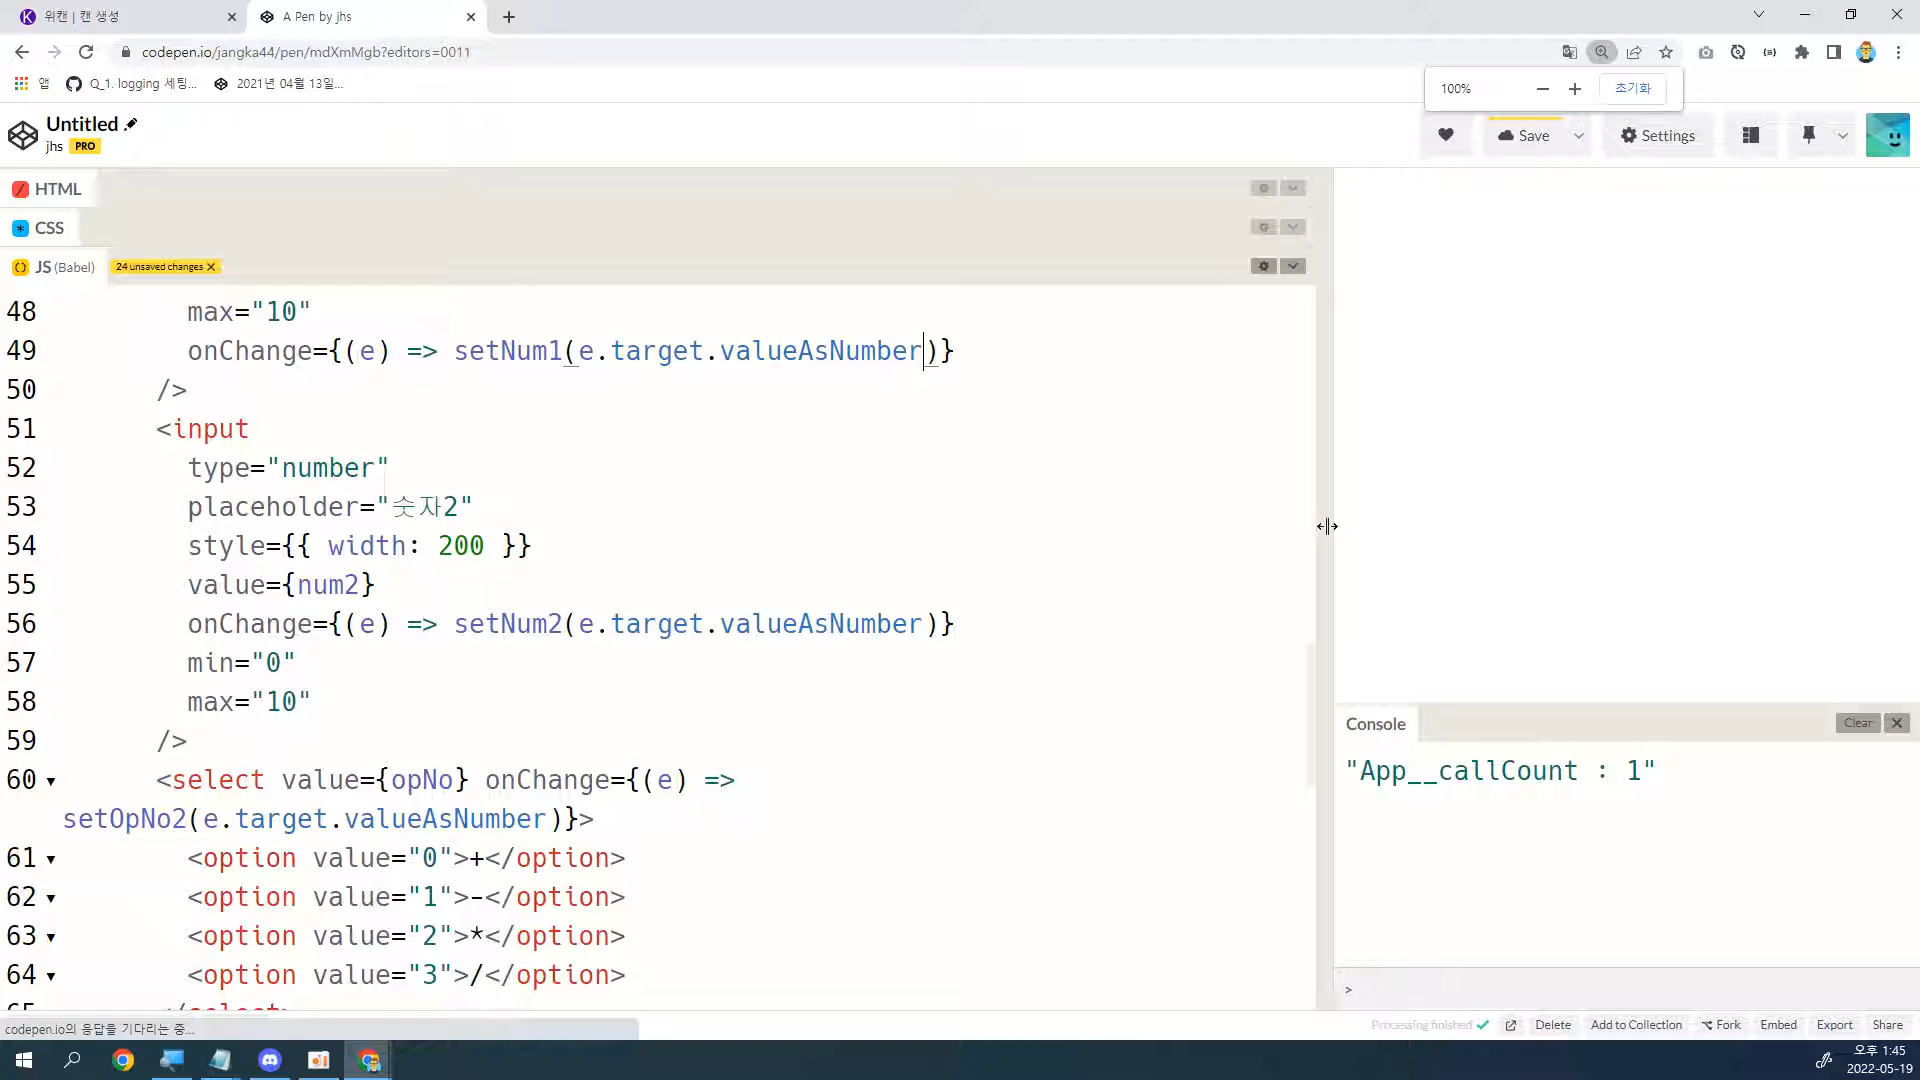 위캔 | 캔 생성
A Pen by jhs
codepen.io/jangka44/pen/mdXmMgb?editors=0011
앱
Q_1. logging 세팅...
2021년 04월 13일...
100%
초기화
Untitled
jhs PRO
Save
Settings
HTML
CSS
JS (Babel)
24 unsaved changes X
48 max="10"
49 onChange={(e) => setNum1(e.target.valueAsNumber)}
50 />
51 <input
52 type="number"
53 placeholder="숫자2"
54 style={{ width: 200 }}
55 value={num2}
56 onChange={(e) => setNum2(e.target.valueAsNumber)}
57 min="0"
58 max="10"
59 />
60 <select value={opNo} onChange={(e) =>
setOpNo2(e.target.valueAsNumber)}>
61 <option value="0">+</option>
62 <option value="1">-</option>
63 <option value="2">*</option>
64 <option value="3">/</option>
65 </select>
Console
Clear
"App__callCount : 1"
>
codepen.io의 응답을 기다리는 중...
Processing finished
Delete
Add to Collection
Fork
Embed
Export
Share
오후 1:45
2022-05-19